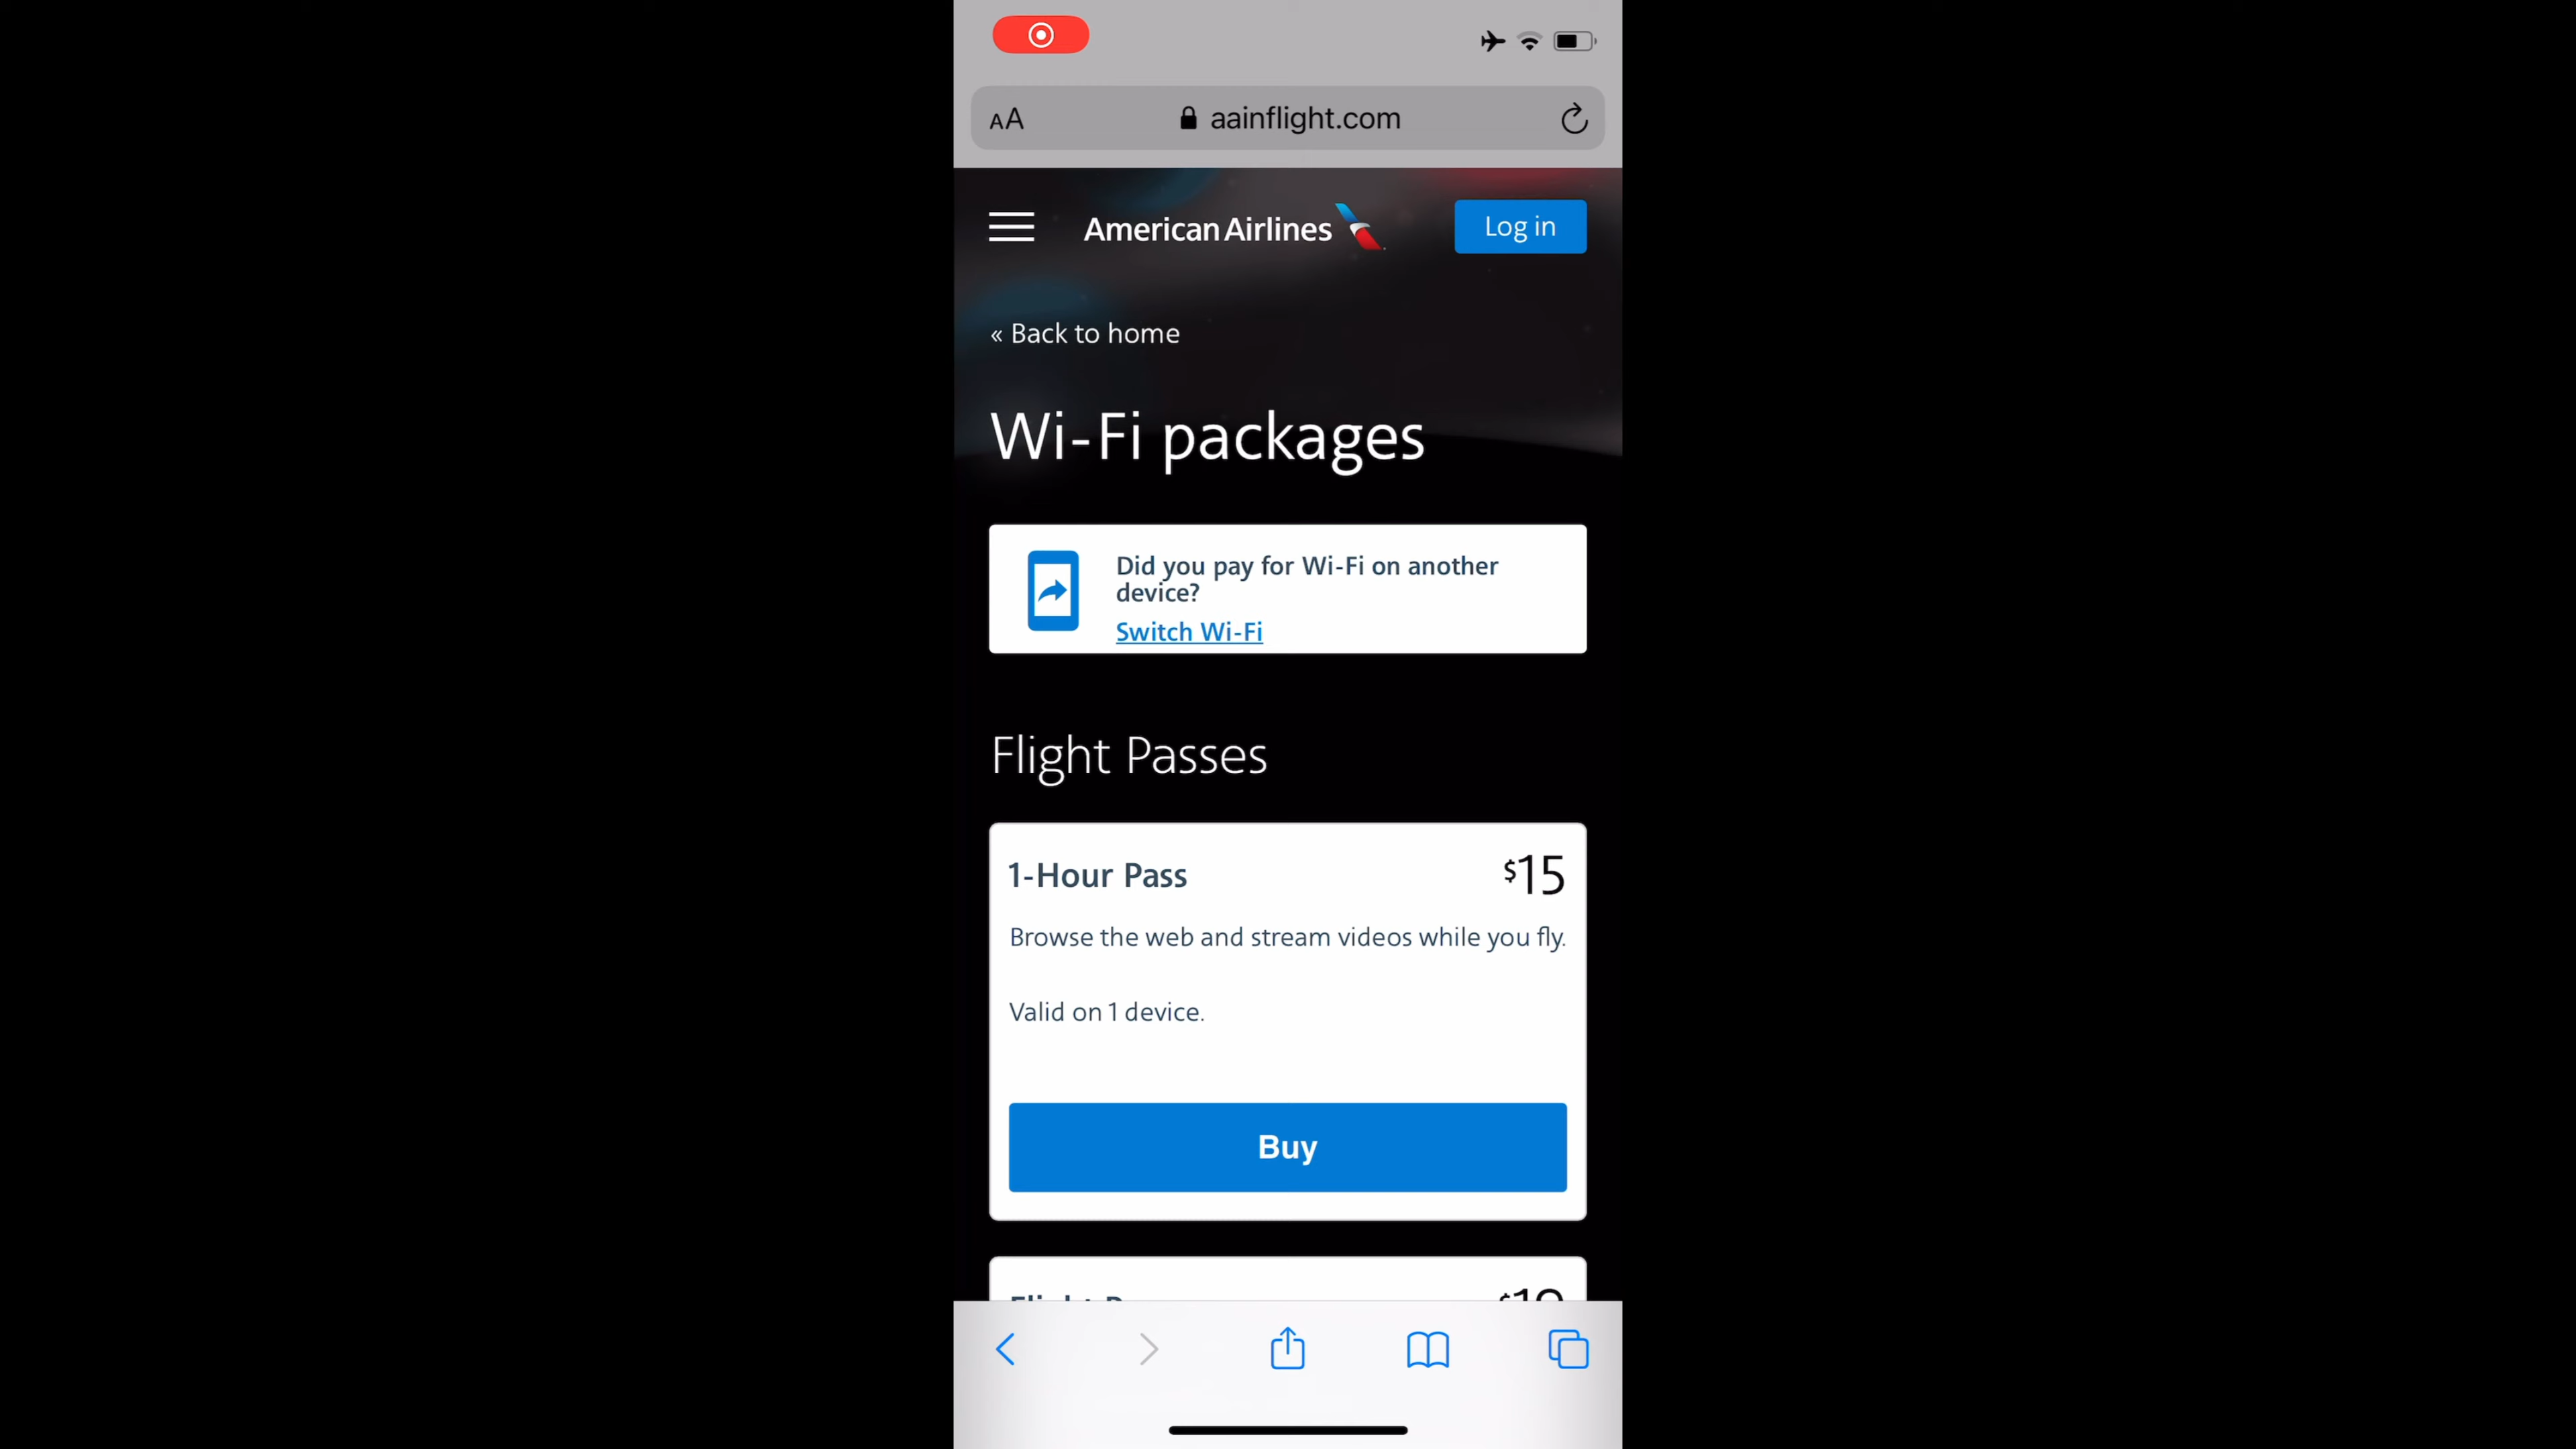 AA aainflight.com
American Airlines Log in
« Back to home
Wi-Fi packages
Did you pay for Wi-Fi on another
device?
Switch Wi-Fi
Flight Passes
1-Hour Pass $15
Browse the web and stream videos while you fly.
Valid on 1 device.
Buy